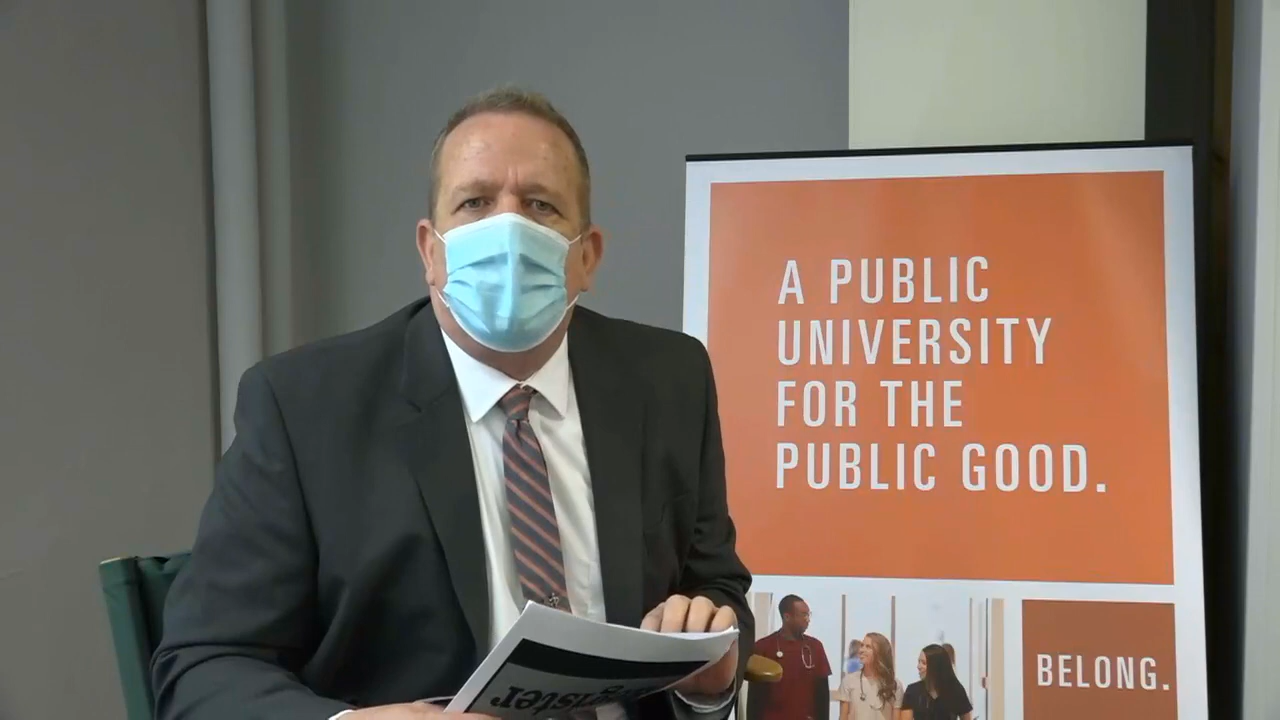 A PUBLIC
UNIVERSITY
FOR THE
PUBLIC GOOD.
BELONG.